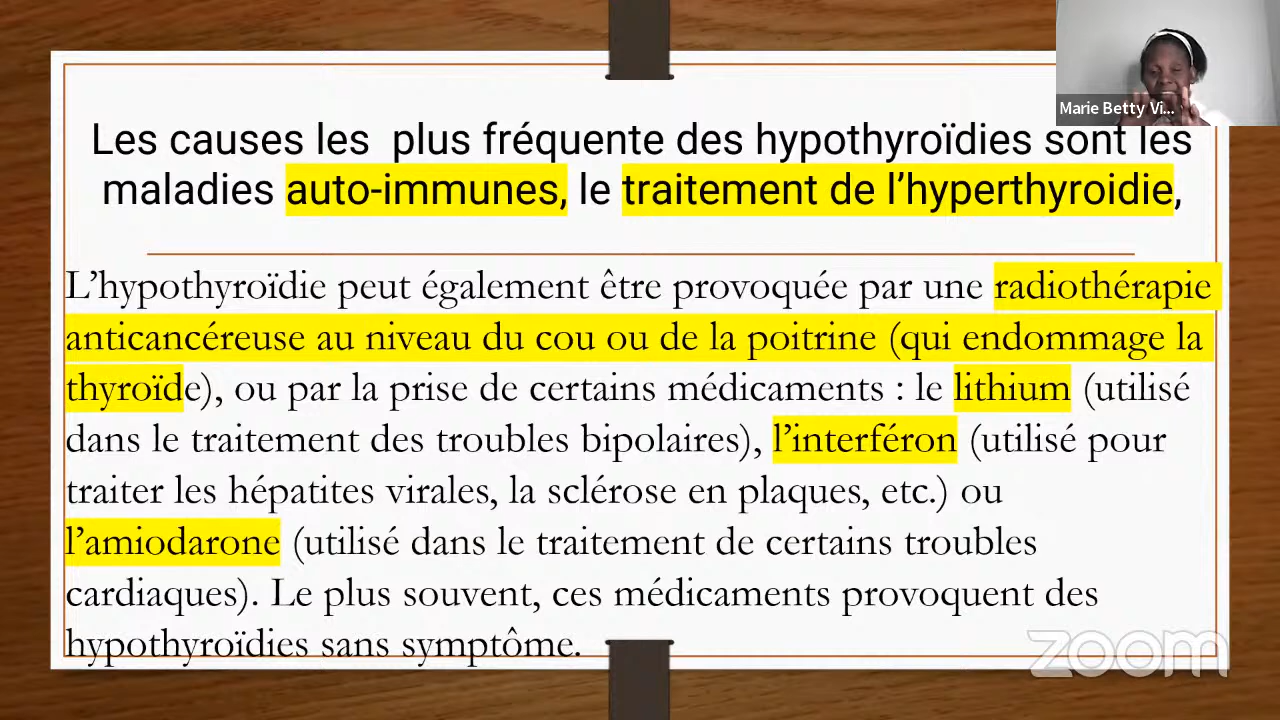 Marie Betty Vi...
Les causes les plus fréquente des hypothyroïdies sont les
maladies auto-immunes, le traitement de l’hyperthyroidie,
L’hypothyroïdie peut également être provoquée par une radiothérapie
anticancéreuse au niveau du cou ou de la poitrine (qui endommage la
thyroïde), ou par la prise de certains médicaments : le lithium (utilisé
dans le traitement des troubles bipolaires), l’interféron (utilisé pour
traiter les hépatites virales, la sclérose en plaques, etc.) ou
l’amiodarone (utilisé dans le traitement de certains troubles
cardiaques). Le plus souvent, ces médicaments provoquent des
hypothyroïdies sans symptôme.
zoom